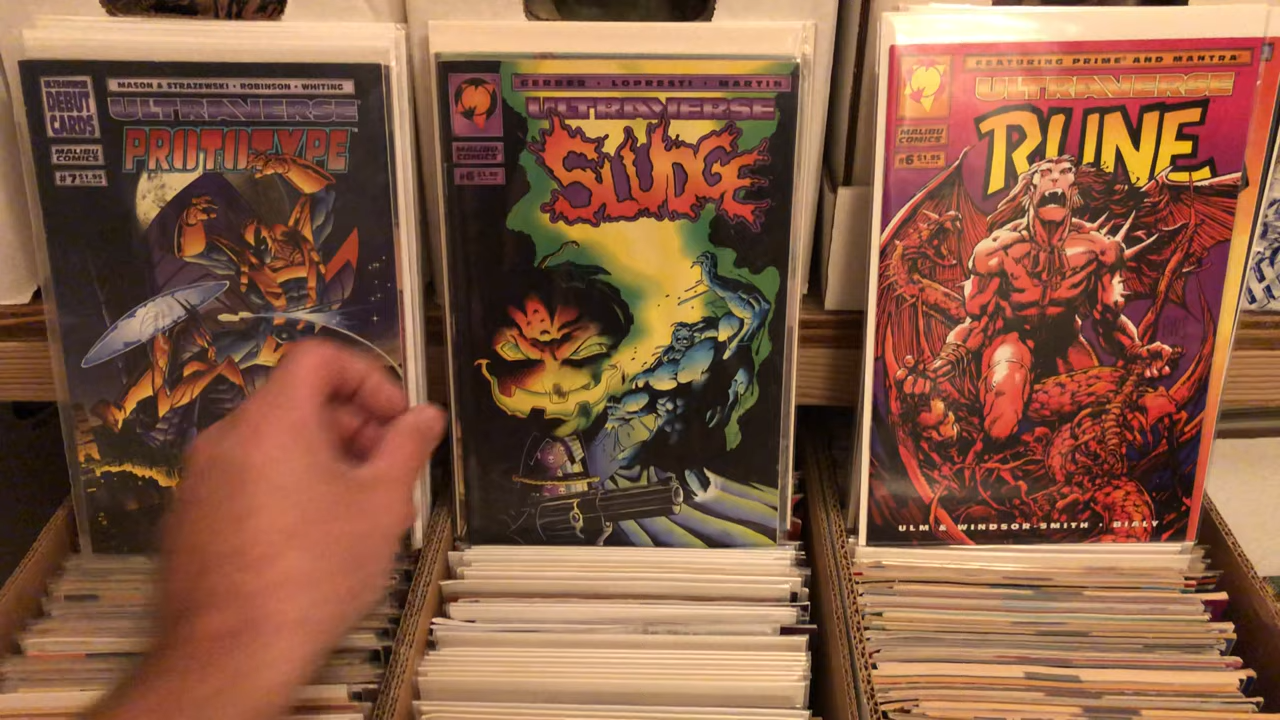 ULTRAVERSE
DEBUT
CARDS
MASON & STRAZEWSKI • ROBINSON • WHITING
ULTRAVERSE
PROTOTYPE™
MALIBU
COMICS
#7 $1.95
GERBER • LOPRESTI • MARTIN
ULTRAVERSE
SLUDGE
MALIBU
COMICS
#6 $1.95
FEATURING PRIME AND MANTRA
ULTRAVERSE
RUNE
MALIBU
COMICS
#6 $1.95
ULM & WINDSOR-SMITH • BIALY